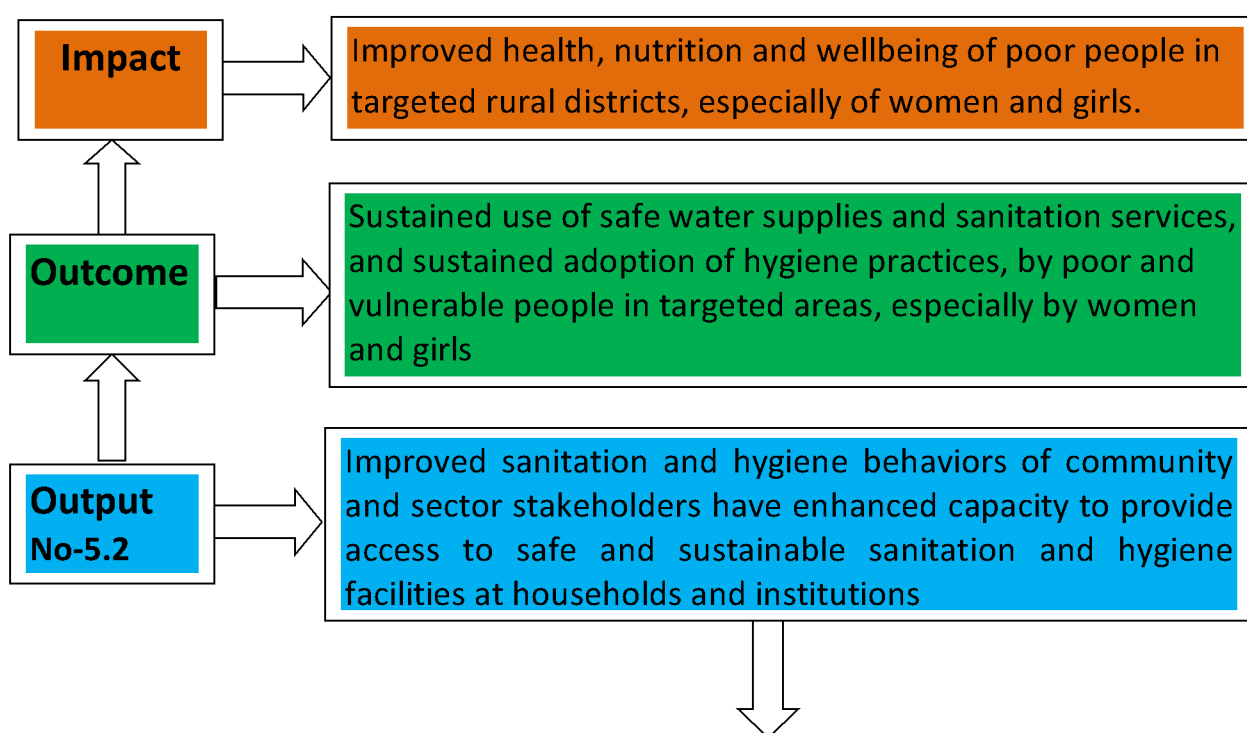 Impact
Improved health, nutrition and wellbeing of poor people in
targeted rural districts, especially of women and girls.
Outcome
Sustained use of safe water supplies and sanitation services,
and sustained adoption of hygiene practices, by poor and
vulnerable people in targeted areas, especially by women
and girls
Output
No-5.2
Improved sanitation and hygiene behaviors of community
and sector stakeholders have enhanced capacity to provide
access to safe and sustainable sanitation and hygiene
facilities at households and institutions